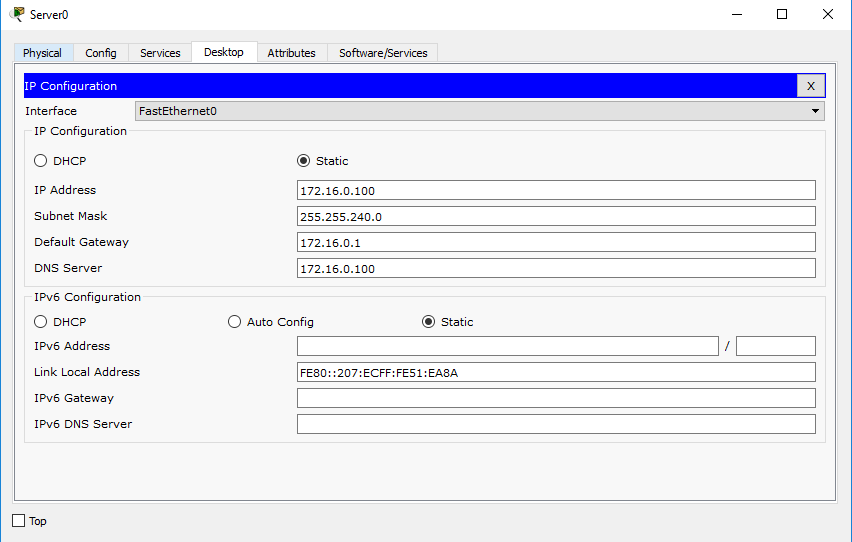 Server0
Physical Config Services Desktop Attributes Software/Services
IP Configuration X
Interface FastEthernet0
IP Configuration
DHCP Static
IP Address 172.16.0.100
Subnet Mask 255.255.240.0
Default Gateway 172.16.0.1
DNS Server 172.16.0.100
IPv6 Configuration
DHCP Auto Config Static
IPv6 Address /
Link Local Address FE80::207:ECFF:FE51:EA8A
IPv6 Gateway
IPv6 DNS Server
Top